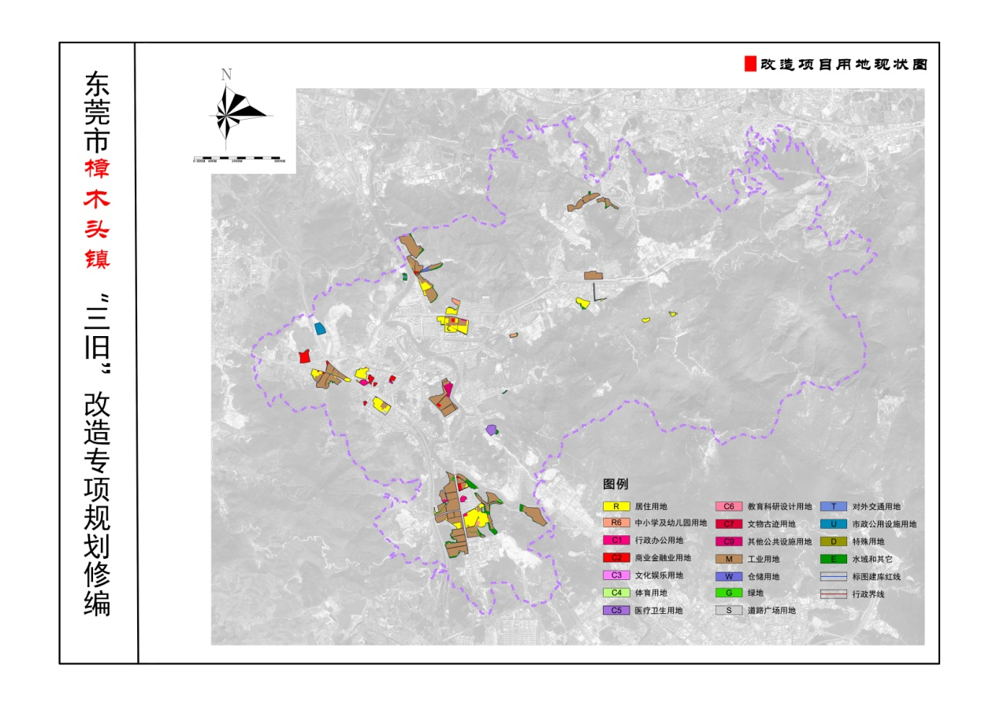 东莞市樟木头镇“三旧”改造专项规划修编
改造项目用地现状图
N
图例
R 居住用地
R6 中小学及幼儿园用地
C1 行政办公用地
C2 商业金融业用地
C3 文化娱乐用地
C4 体育用地
C5 医疗卫生用地
C6 教育科研设计用地
C7 文物古迹用地
C9 其他公共设施用地
M 工业用地
W 仓储用地
G 绿地
S 道路广场用地
T 对外交通用地
U 市政公用设施用地
D 特殊用地
E 水域和其它
标图建库红线
行政界线